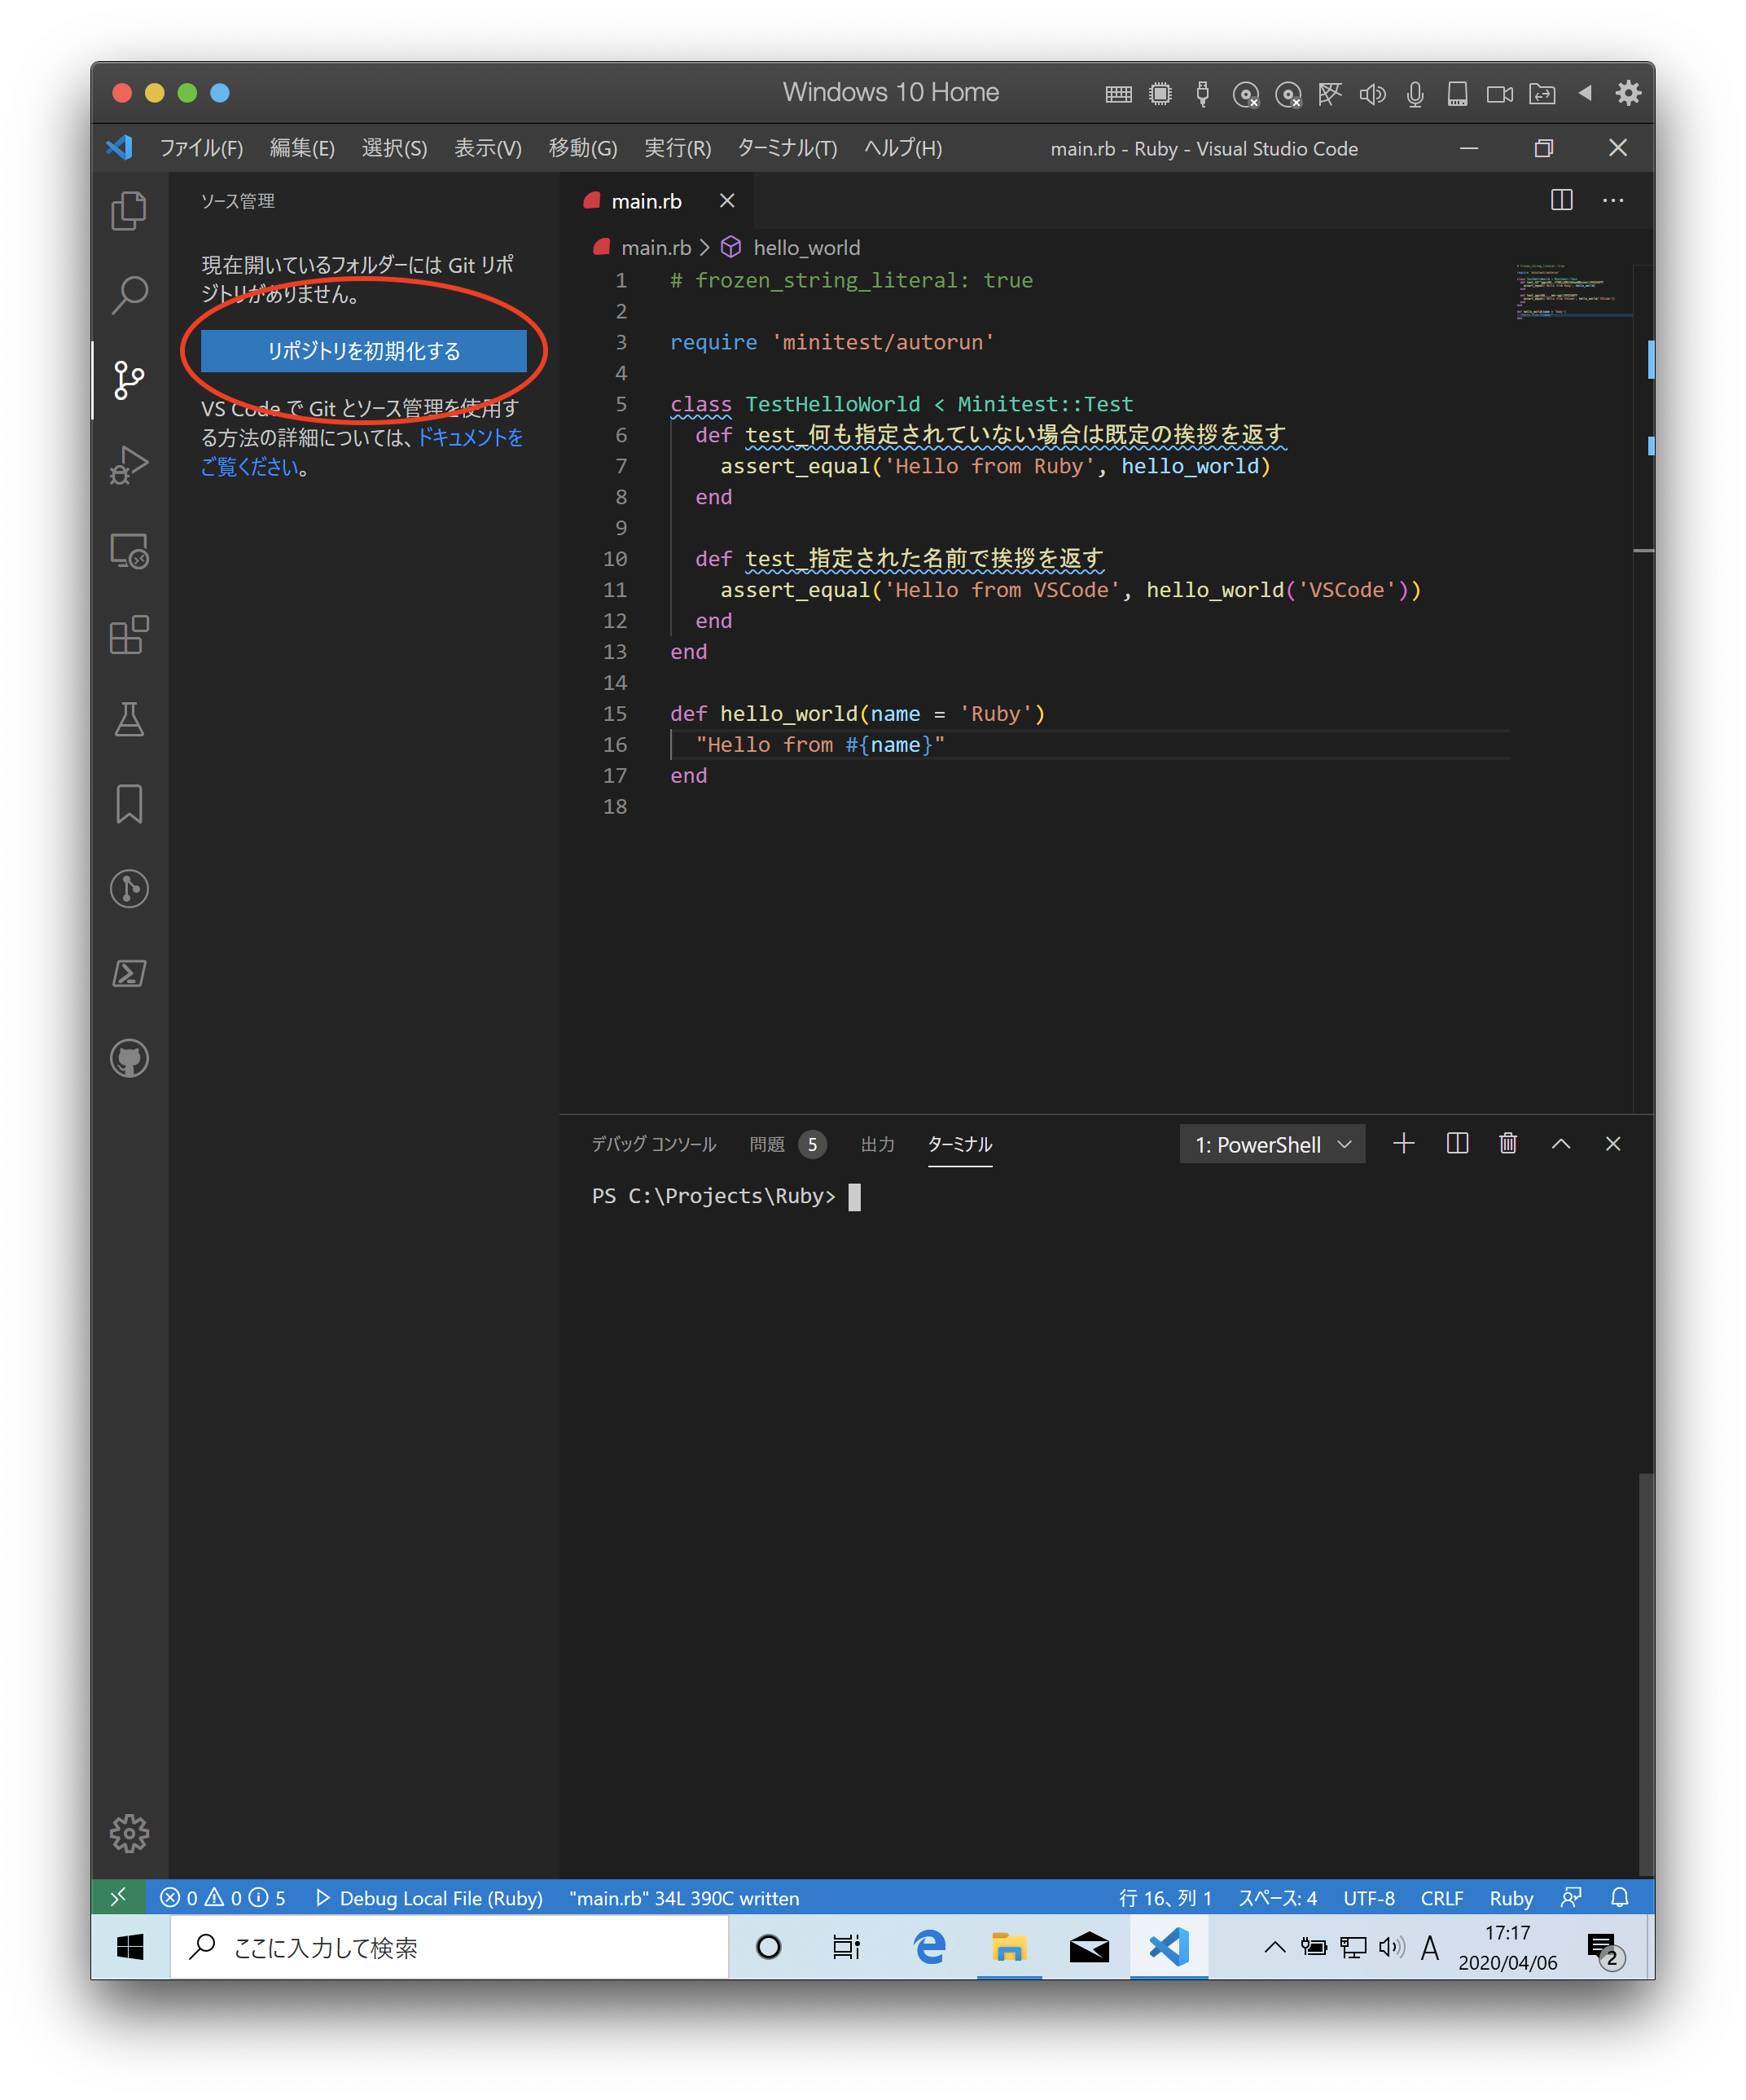 Windows 10 Home
ファイル(F) 編集(E) 選択(S) 表示(V) 移動(G) 実行(R) ターミナル(T) ヘルプ(H) main.rb - Ruby - Visual Studio Code
ソース管理
現在開いているフォルダーには Git リポ
ジトリがありません。
リポジトリを初期化する
VS Code で Git とソース管理を使用す
る方法の詳細については、ドキュメントを
ご覧ください。
main.rb
main.rb > hello_world
1 # frozen_string_literal: true
2
3 require 'minitest/autorun'
4
5 class TestHelloWorld < Minitest::Test
6 def test_何も指定されていない場合は既定の挨拶を返す
7 assert_equal('Hello from Ruby', hello_world)
8 end
9
10 def test_指定された名前で挨拶を返す
11 assert_equal('Hello from VSCode', hello_world('VSCode'))
12 end
13 end
14
15 def hello_world(name = 'Ruby')
16 "Hello from #{name}"
17 end
18
デバッグ コンソール 問題 5 出力 ターミナル 1: PowerShell
PS C:\Projects\Ruby>
0 0 5 Debug Local File (Ruby) "main.rb" 34L 390C written 行 16、列 1 スペース: 4 UTF-8 CRLF Ruby
ここに入力して検索
A
17:17
2020/04/06
2